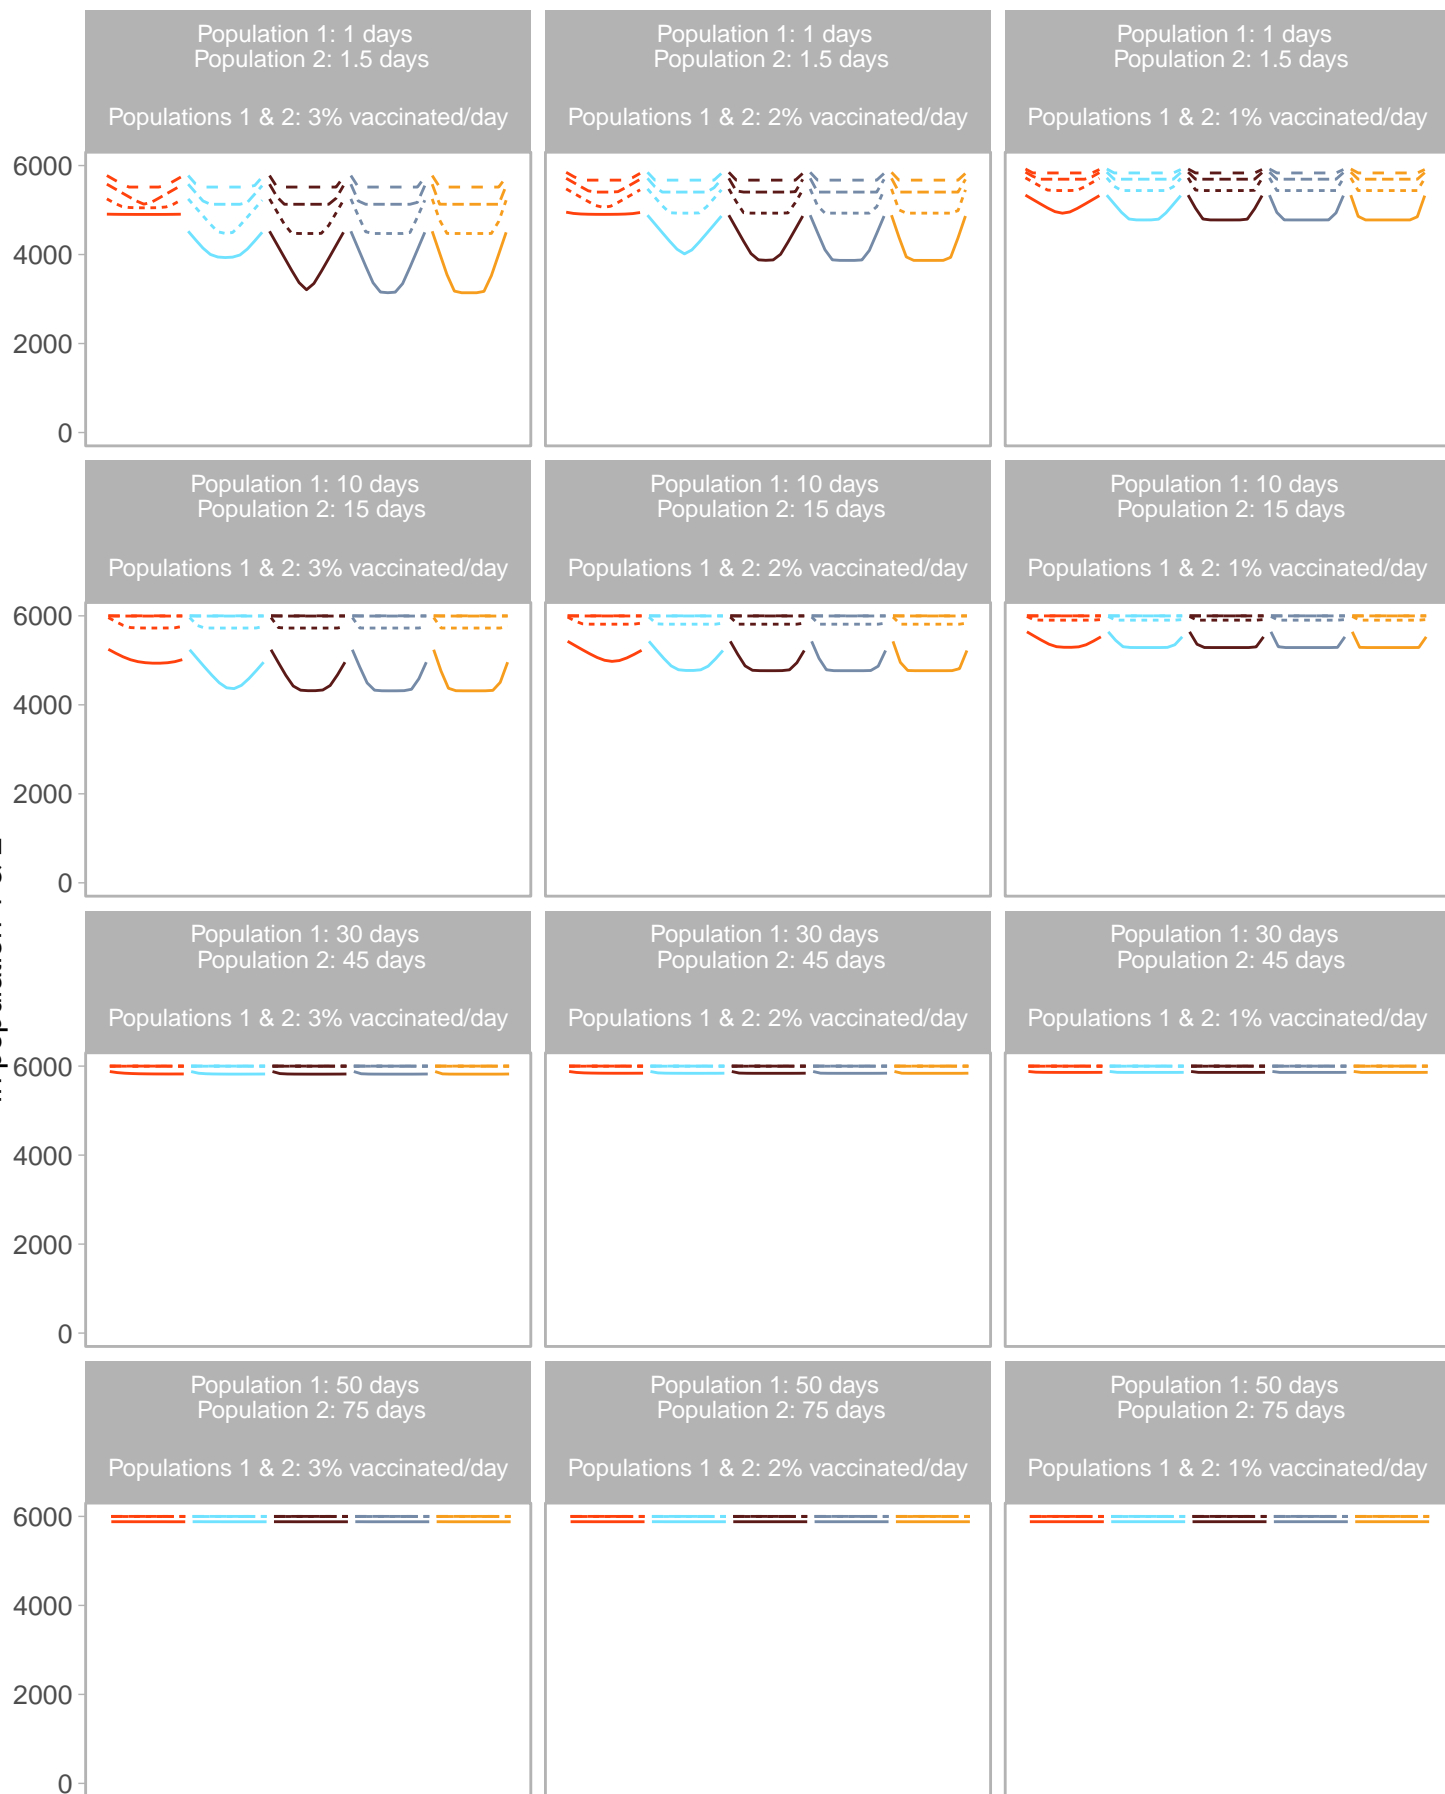 Population 1: 1 days
Population 2: 1.5 days
Populations 1 & 2: 3% vaccinated/day
Population 1: 1 days
Population 2: 1.5 days
Populations 1 & 2: 2% vaccinated/day
Population 1: 1 days
Population 2: 1.5 days
Populations 1 & 2: 1% vaccinated/day
6000
4000
2000
0
Population 1: 10 days
Population 2: 15 days
Populations 1 & 2: 3% vaccinated/day
Population 1: 10 days
Population 2: 15 days
Populations 1 & 2: 2% vaccinated/day
Population 1: 10 days
Population 2: 15 days
Populations 1 & 2: 1% vaccinated/day
6000
4000
2000
0
Population 1: 30 days
Population 2: 45 days
Populations 1 & 2: 3% vaccinated/day
Population 1: 30 days
Population 2: 45 days
Populations 1 & 2: 2% vaccinated/day
Population 1: 30 days
Population 2: 45 days
Populations 1 & 2: 1% vaccinated/day
6000
4000
2000
0
Population 1: 50 days
Population 2: 75 days
Populations 1 & 2: 3% vaccinated/day
Population 1: 50 days
Population 2: 75 days
Populations 1 & 2: 2% vaccinated/day
Population 1: 50 days
Population 2: 75 days
Populations 1 & 2: 1% vaccinated/day
6000
4000
2000
0